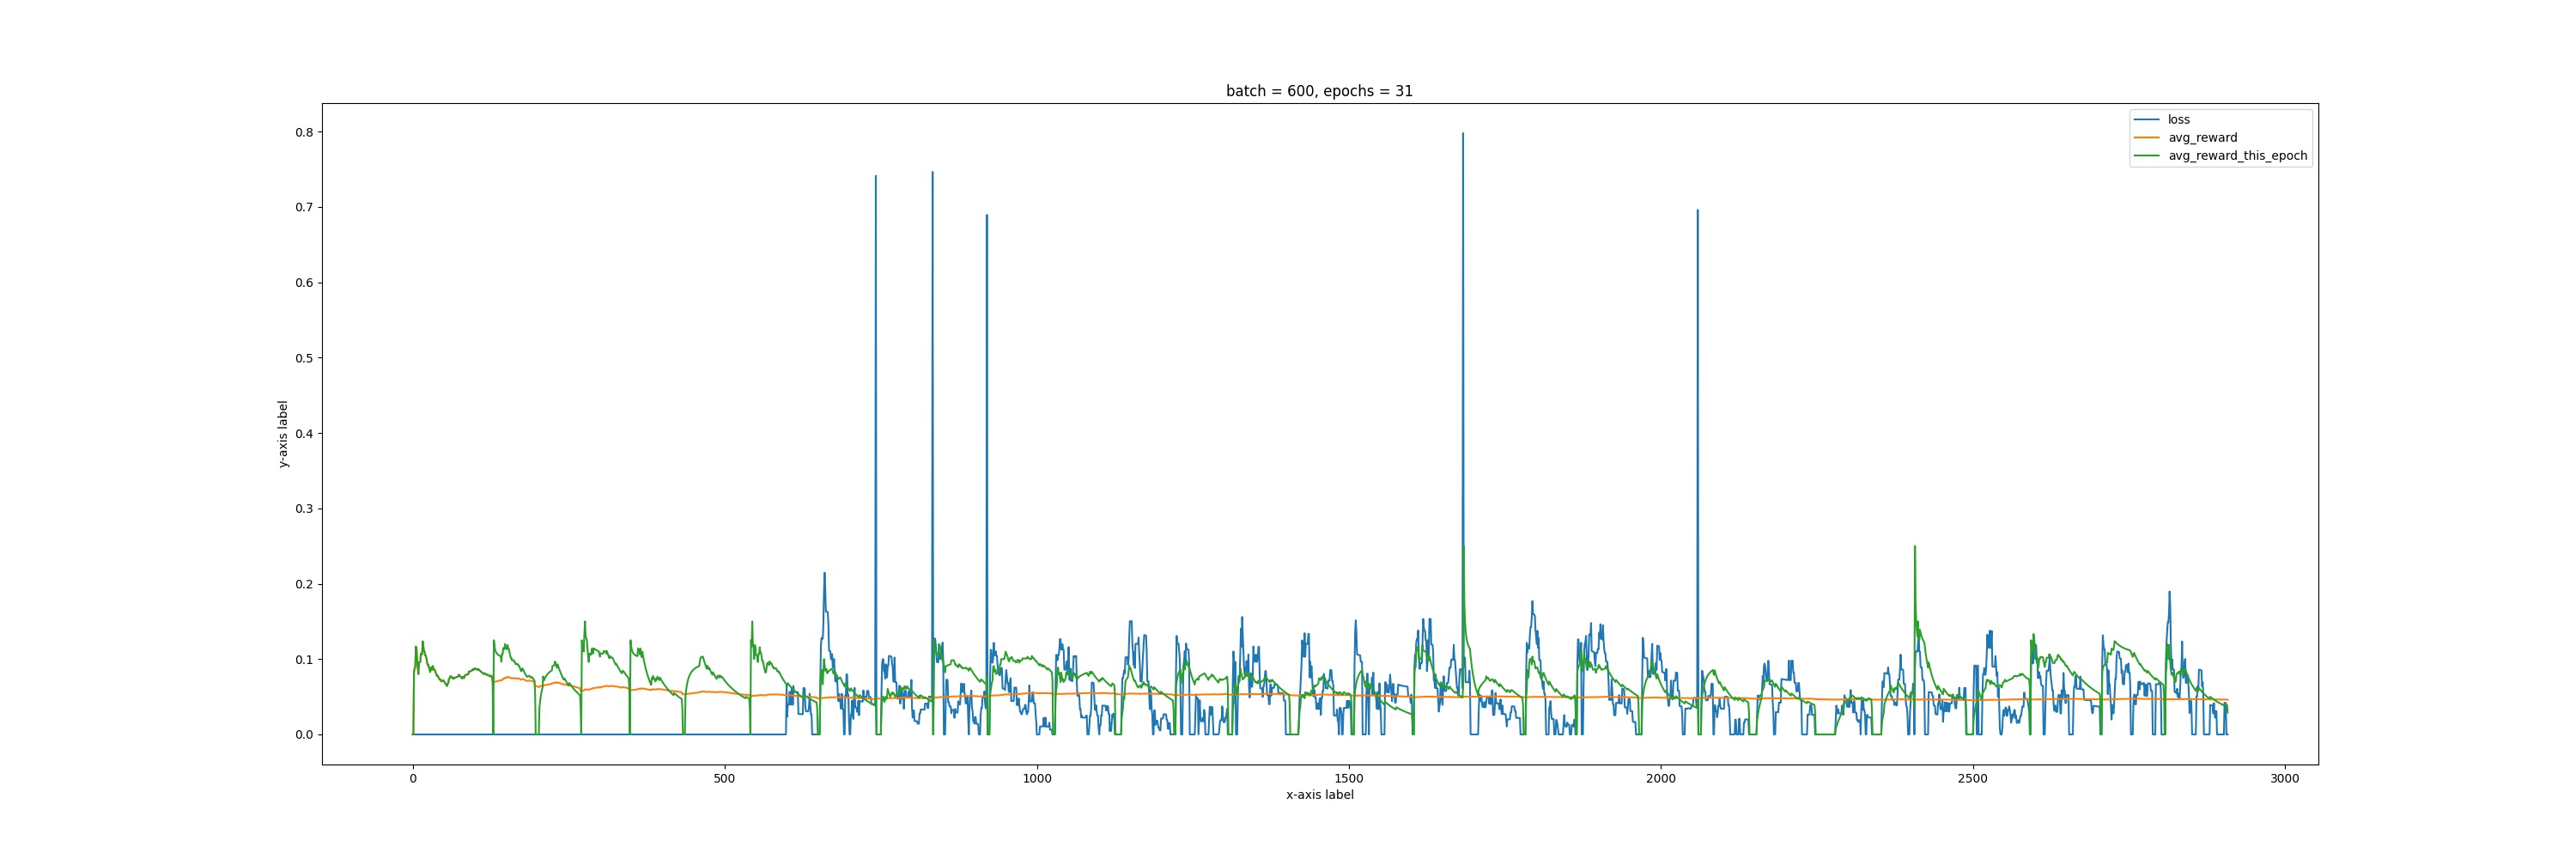 batch = 600, epochs = 31
loss
avg_reward
avg_reward_this_epoch
y-axis label
0.8
0.7
0.6
0.5
0.4
0.3
0.2
0.1
0.0
0 500 1000 1500 2000 2500 3000
x-axis label